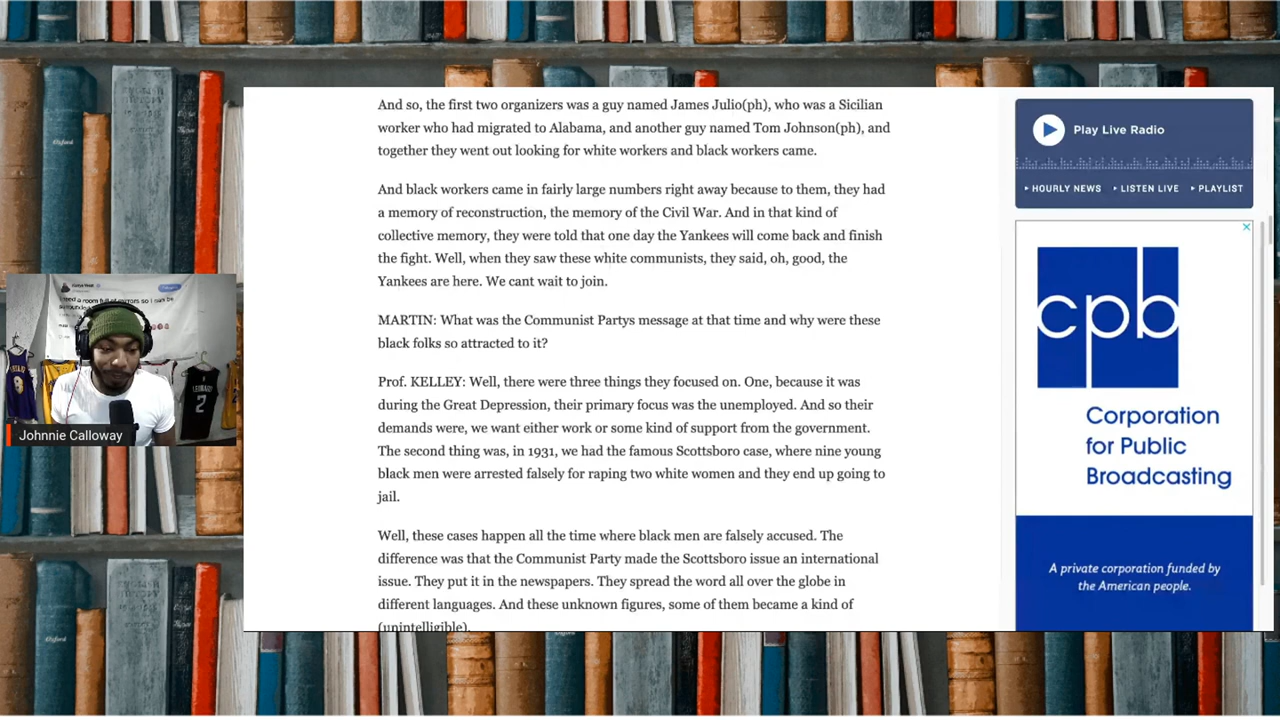 And so, the first two organizers was a guy named James Julio(ph), who was a Sicilian
worker who had migrated to Alabama, and another guy named Tom Johnson(ph), and
together they went out looking for white workers and black workers came.
And black workers came in fairly large numbers right away because to them, they had
a memory of reconstruction, the memory of the Civil War. And in that kind of
collective memory, they were told that one day the Yankees will come back and finish
the fight. Well, when they saw these white communists, they said, oh, good, the
Yankees are here. We cant wait to join.
MARTIN: What was the Communist Partys message at that time and why were these
black folks so attracted to it?
Prof. KELLEY: Well, there were three things they focused on. One, because it was
during the Great Depression, their primary focus was the unemployed. And so their
demands were, we want either work or some kind of support from the government.
The second thing was, in 1931, we had the famous Scottsboro case, where nine young
black men were arrested falsely for raping two white women and they end up going to
jail.
Well, these cases happen all the time where black men are falsely accused. The
difference was that the Communist Party made the Scottsboro issue an international
issue. They put it in the newspapers. They spread the word all over the globe in
different languages. And these unknown figures, some of them became a kind of
(unintelligible).
Play Live Radio
HOURLY NEWS LISTEN LIVE PLAYLIST
cpb
Corporation
for Public
Broadcasting
A private corporation funded by
the American people.
Johnnie Calloway
2